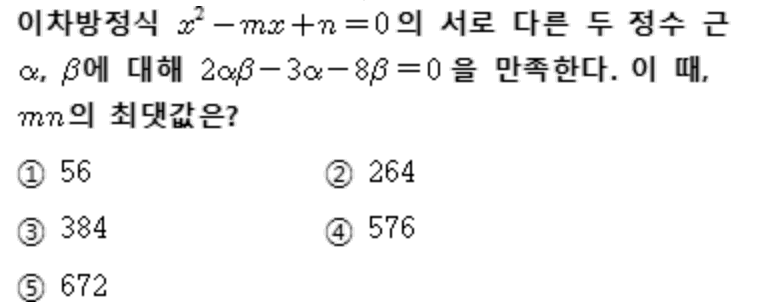 이차방정식 x² − mx + n = 0의 서로 다른 두 정수 근
α, β에 대해 2αβ − 3α − 8β = 0 을 만족한다. 이 때,
mn의 최댓값은?
① 56 ② 264
③ 384 ④ 576
⑤ 672